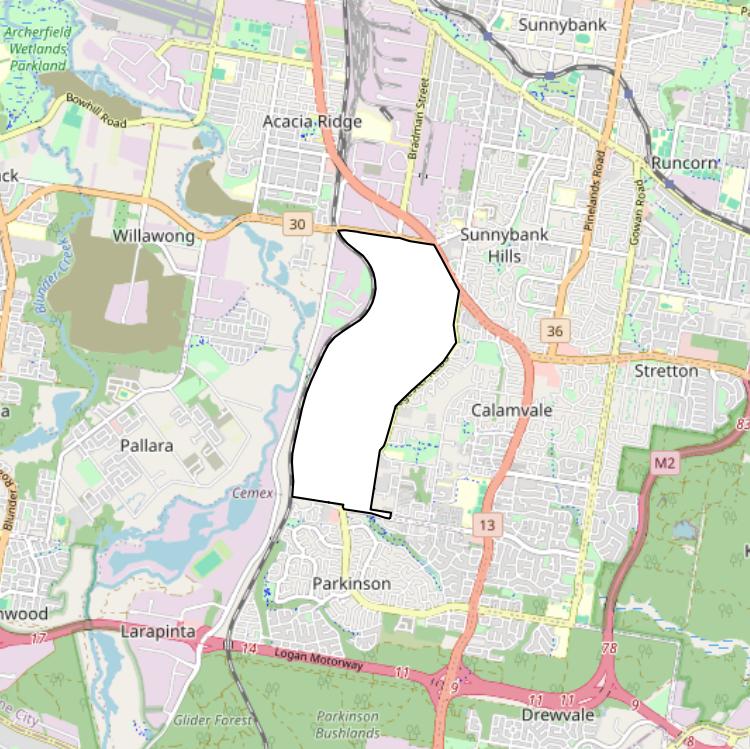 Sunnybank
Archerfield
Wetlands
Parkland
Bowhill Road
Acacia Ridge
Bradman Street
Runcorn
Pinelands Road
Gowan Road
ck
30
Willawong
Sunnybank
Hills
Blunder Creek
36
Stretton
a
Calamvale
83
Pallara
M2
Blunder Roa
Cemex
13
K
Parkinson
nwood
17
Larapinta
14
Logan Motorway
11
9
78
11
11
9
8
ne City
Glider Forest
Parkinson
Bushlands
Drewvale